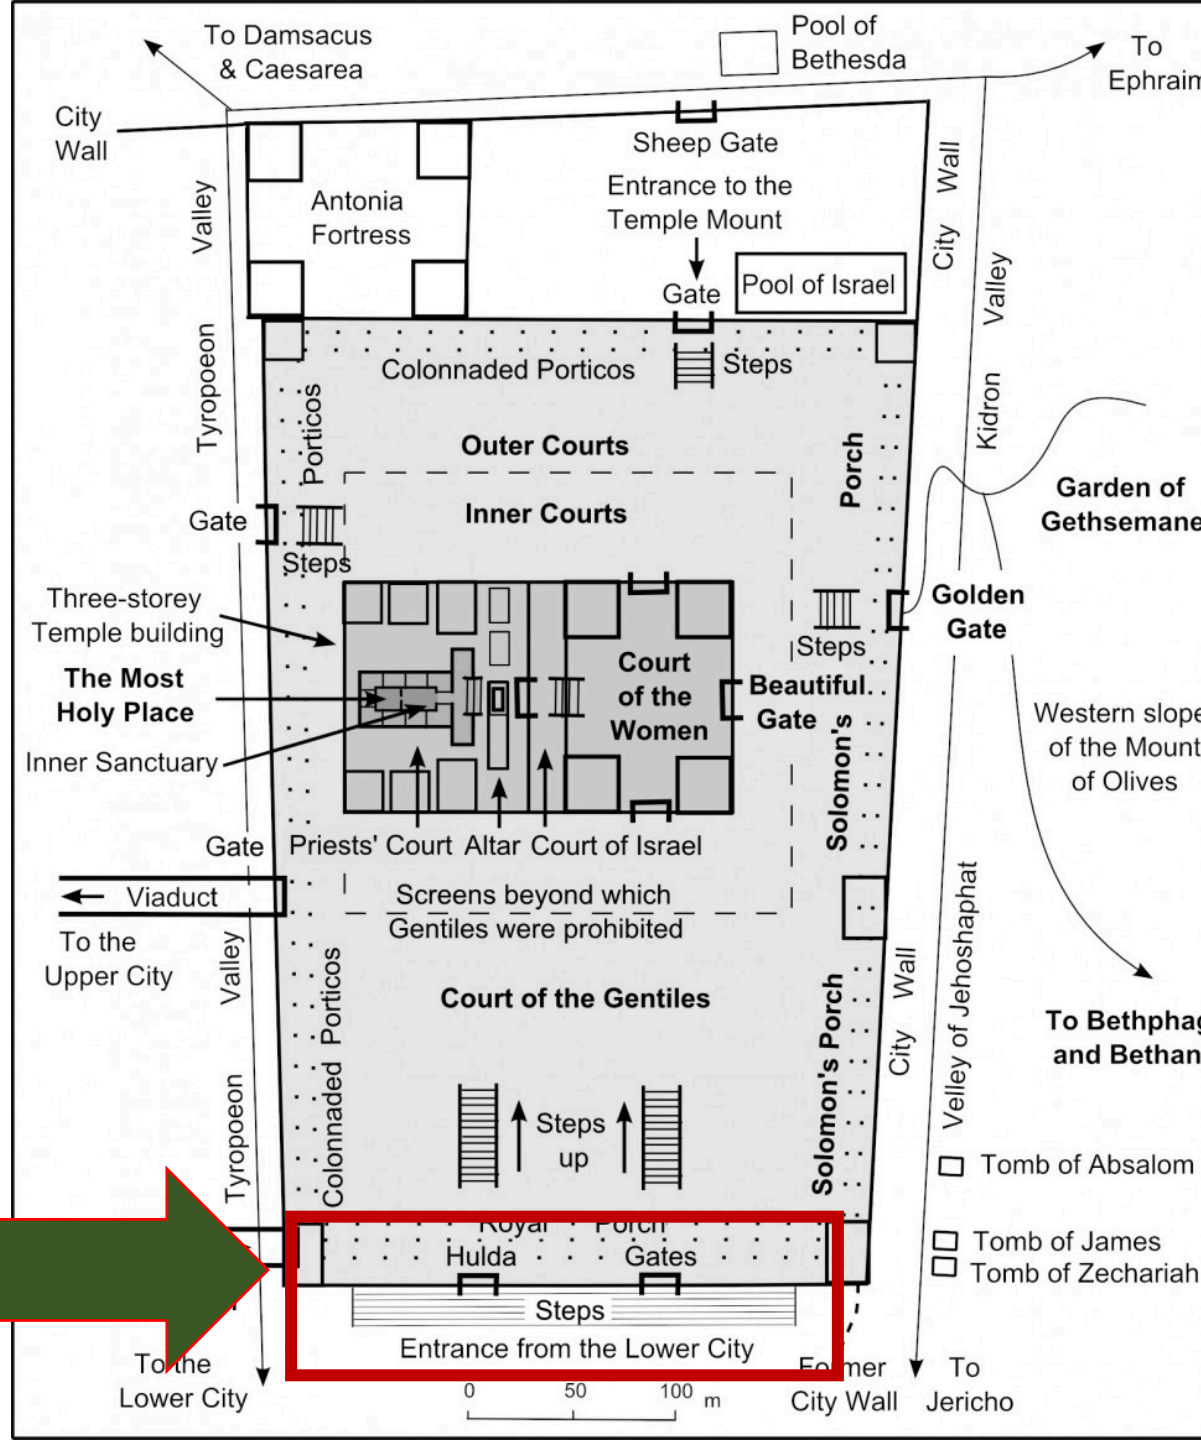 To Damsacus
& Caesarea
Pool of
Bethesda
To
Ephraim
City
Wall
Sheep Gate
Antonia
Fortress
Entrance to the
Temple Mount
Gate
Pool of Israel
City Wall
Valley
Tyropoeon
Kidron Valley
Colonnaded Porticos
Steps
Porticos
Outer Courts
Inner Courts
Gate
Steps
Solomon's Porch
Garden of
Gethsemane
Golden
Gate
Steps
Three-storey
Temple building
The Most
Holy Place
Inner Sanctuary
Court
of the
Women
Beautiful
Gate
Western slope
of the Mount
of Olives
Gate
Priests' Court
Altar
Court of Israel
Viaduct
Screens beyond which
Gentiles were prohibited
To the
Upper City
Tyropoeon Valley
Colonnaded Porticos
Court of the Gentiles
Solomon's Porch
City Wall
Velley of Jehoshaphat
To Bethphag
and Bethan
Steps
up
Tomb of Absalom
Tomb of James
Tomb of Zechariah
Royal Porch
Hulda Gates
Steps
Entrance from the Lower City
To the
Lower City
Former
City Wall
To
Jericho
0 50 100 m